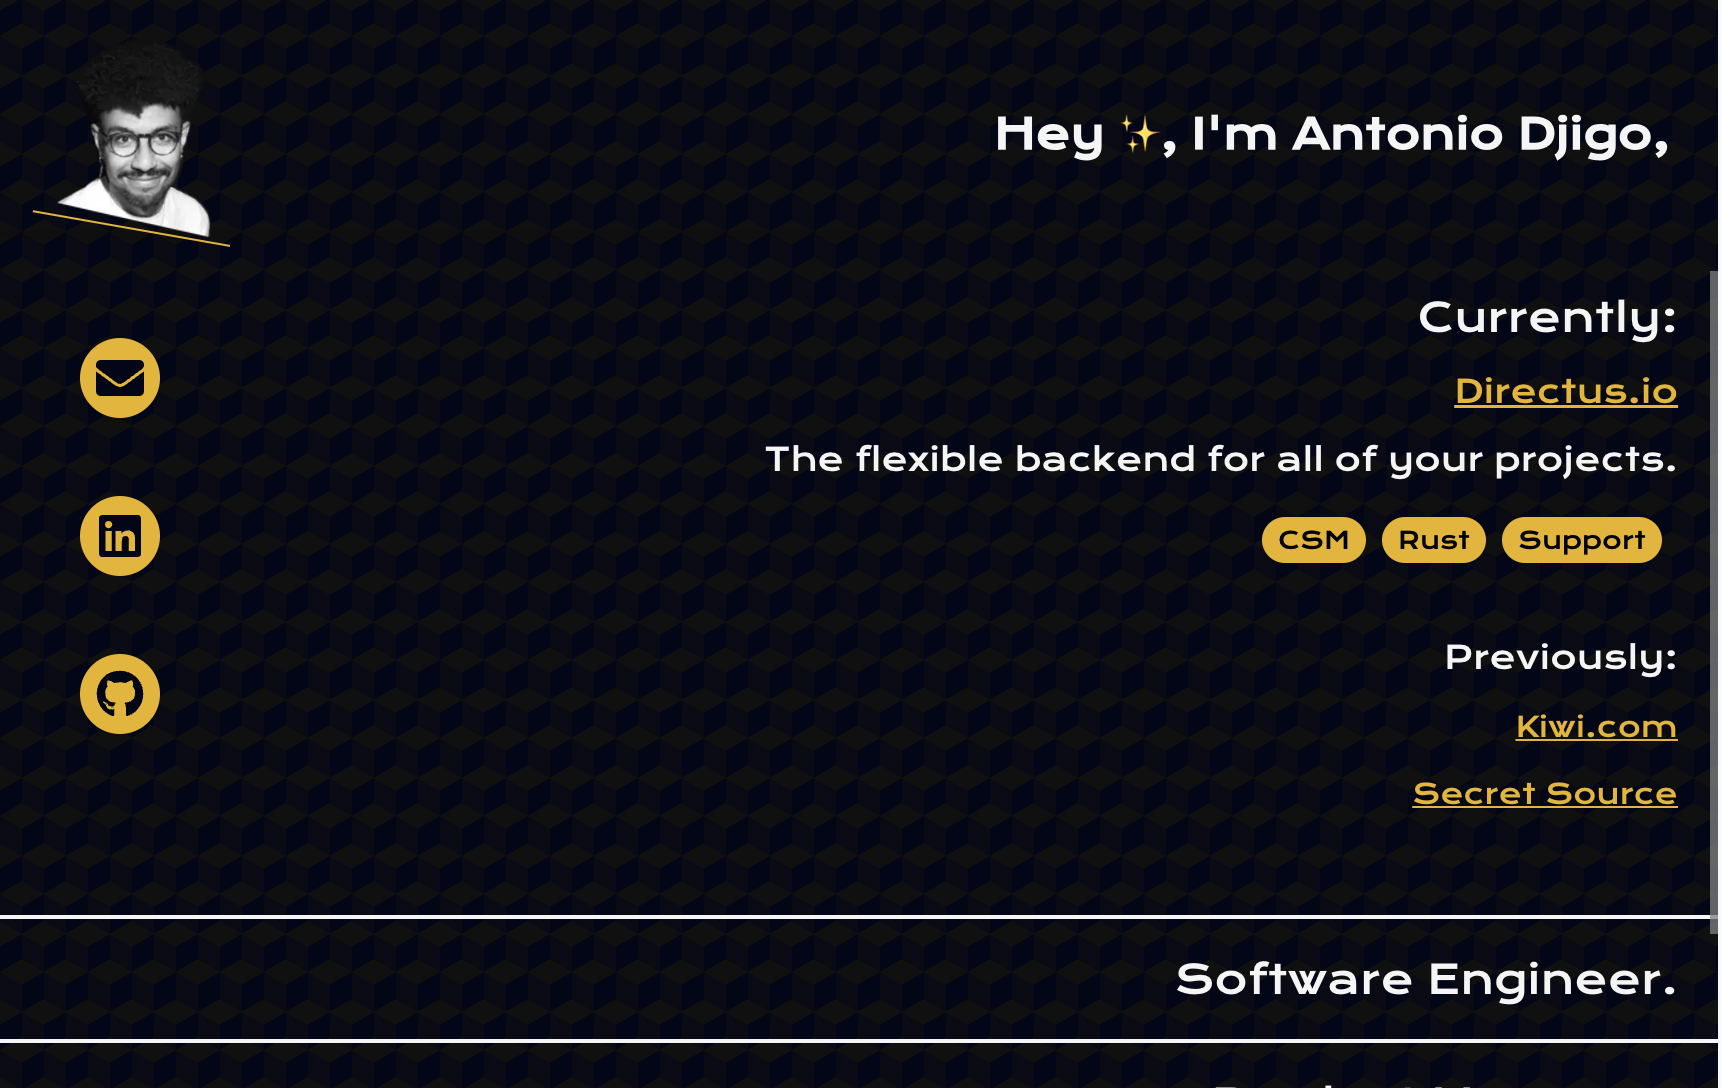 Hey ✨, I'm Antonio Djigo,
Currently:
Directus.io
The flexible backend for all of your projects.
CSM Rust Support
Previously:
Kiwi.com
Secret Source
Software Engineer.